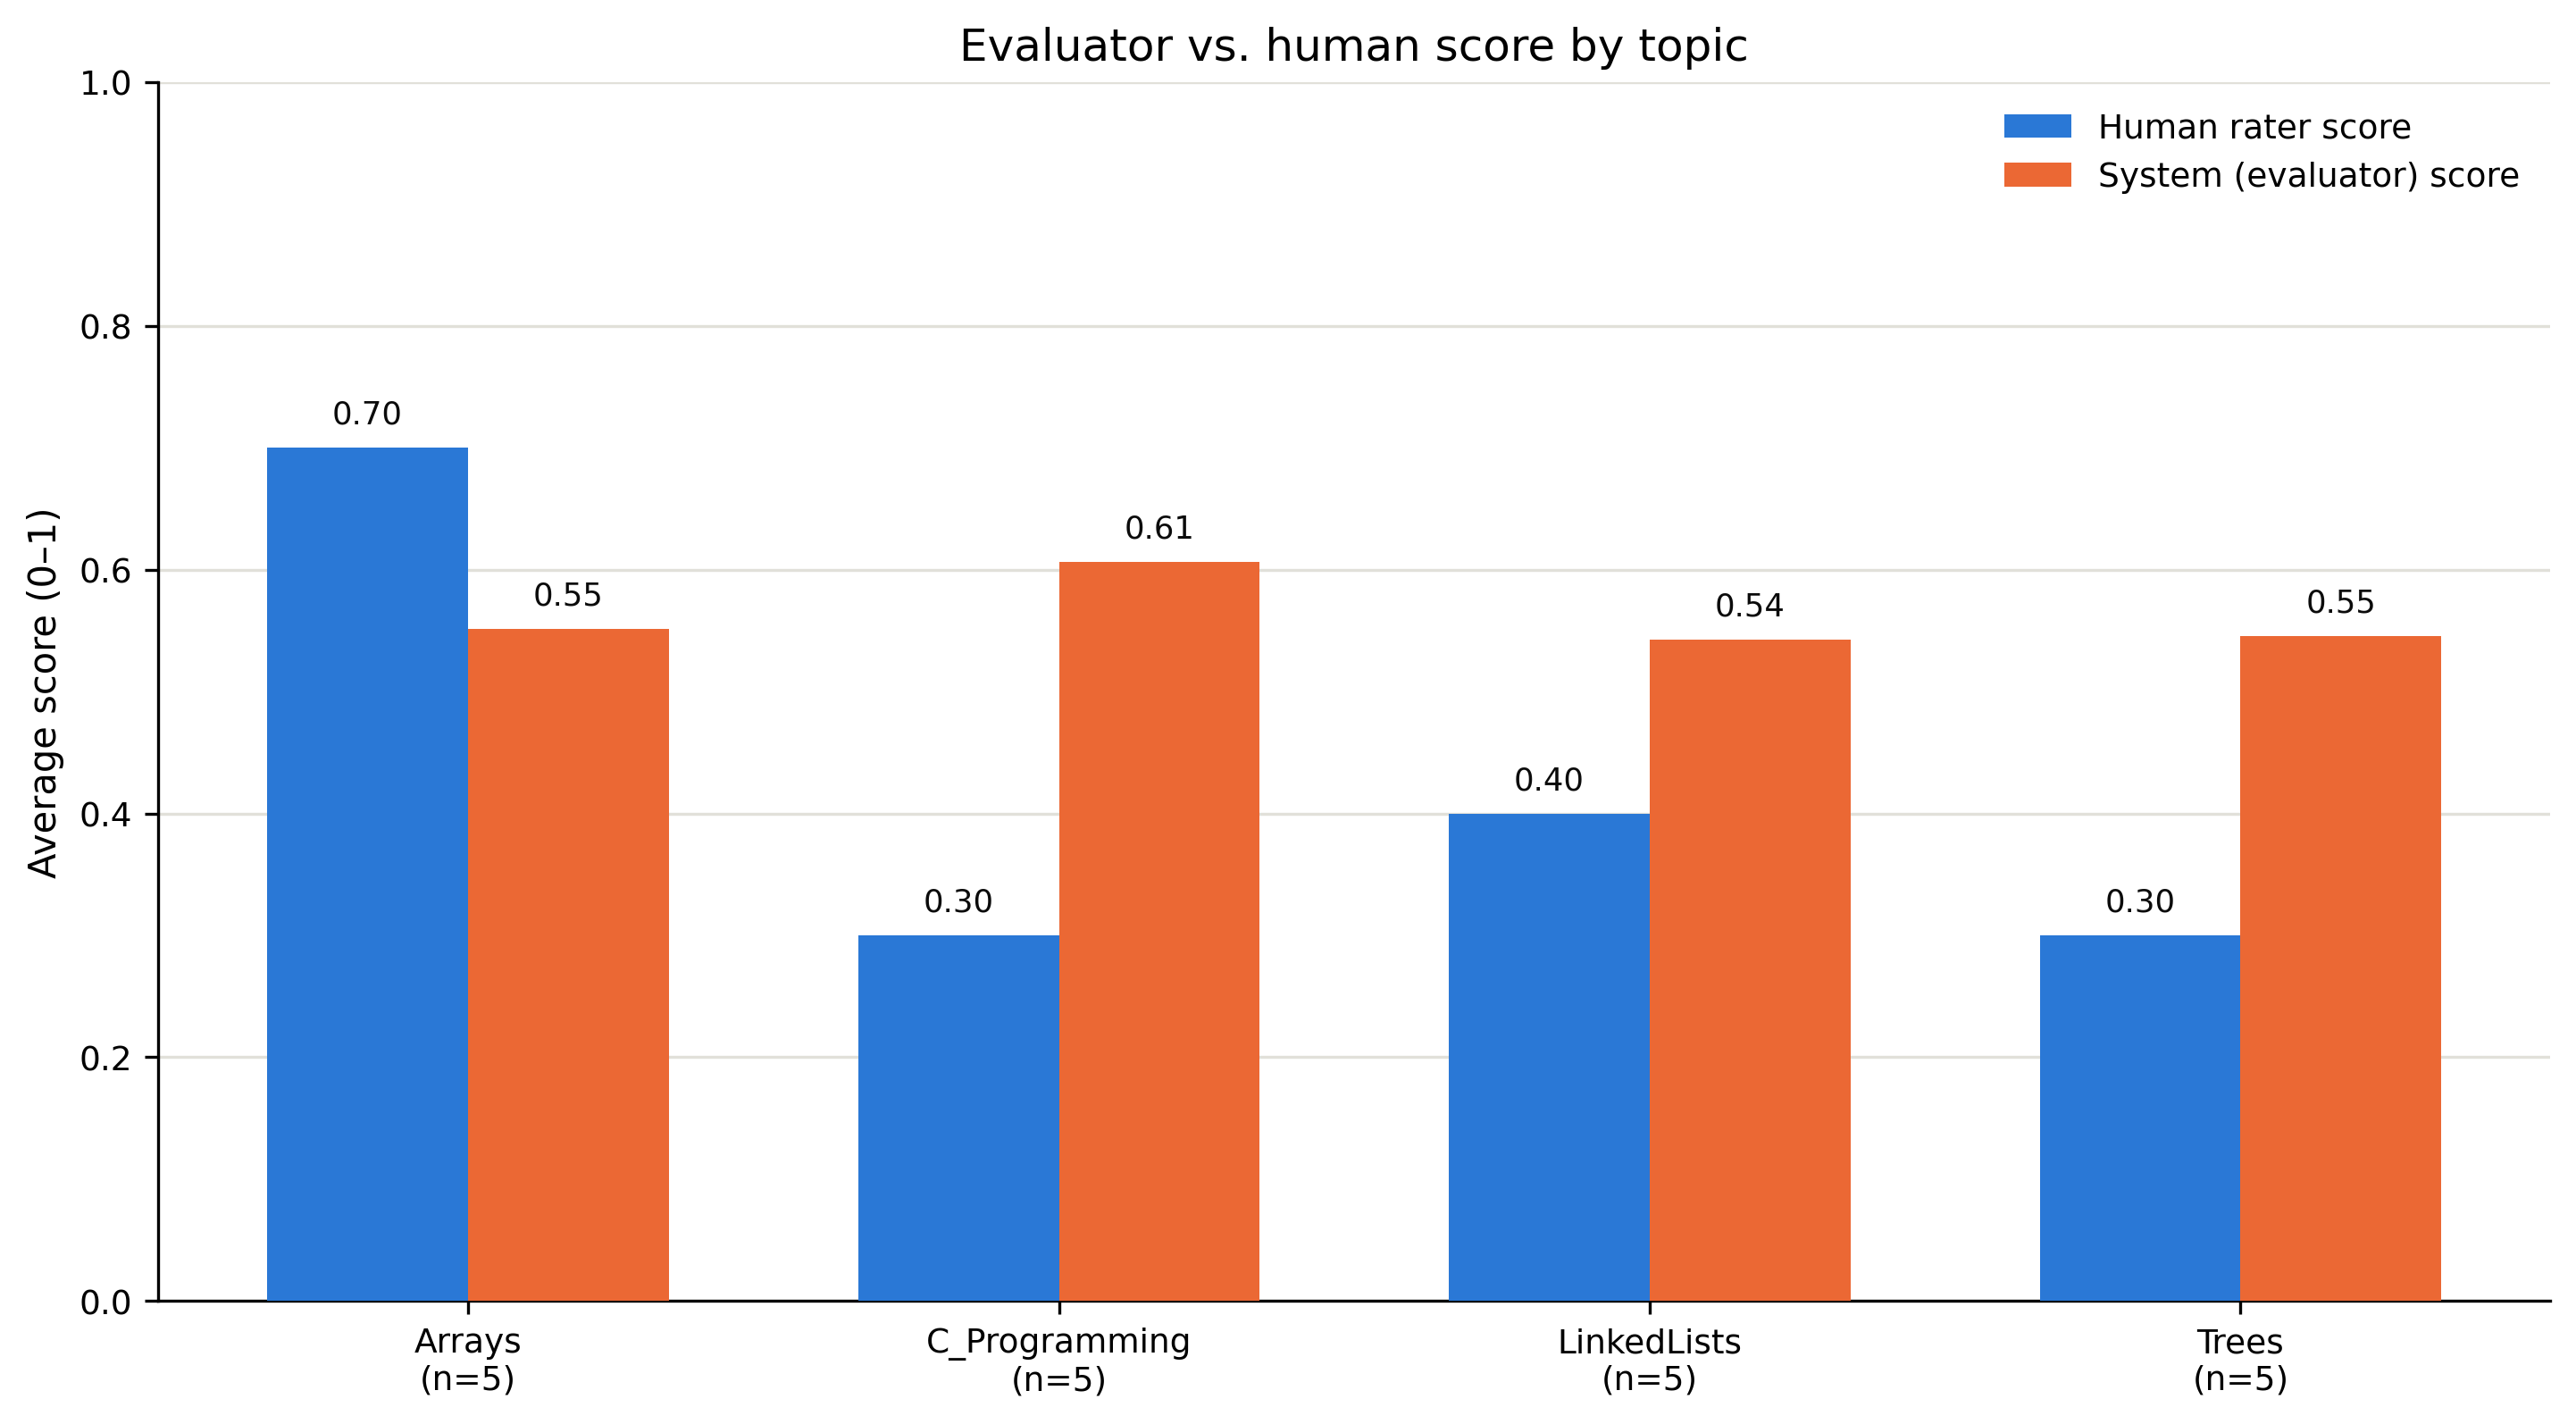 Evaluator vs. human score by topic
Human rater score
System (evaluator) score
Average score (0–1)
1.0
0.8
0.6
0.4
0.2
0.0
0.70
0.55
0.30
0.61
0.40
0.54
0.30
0.55
Arrays
(n=5)
C_Programming
(n=5)
LinkedLists
(n=5)
Trees
(n=5)